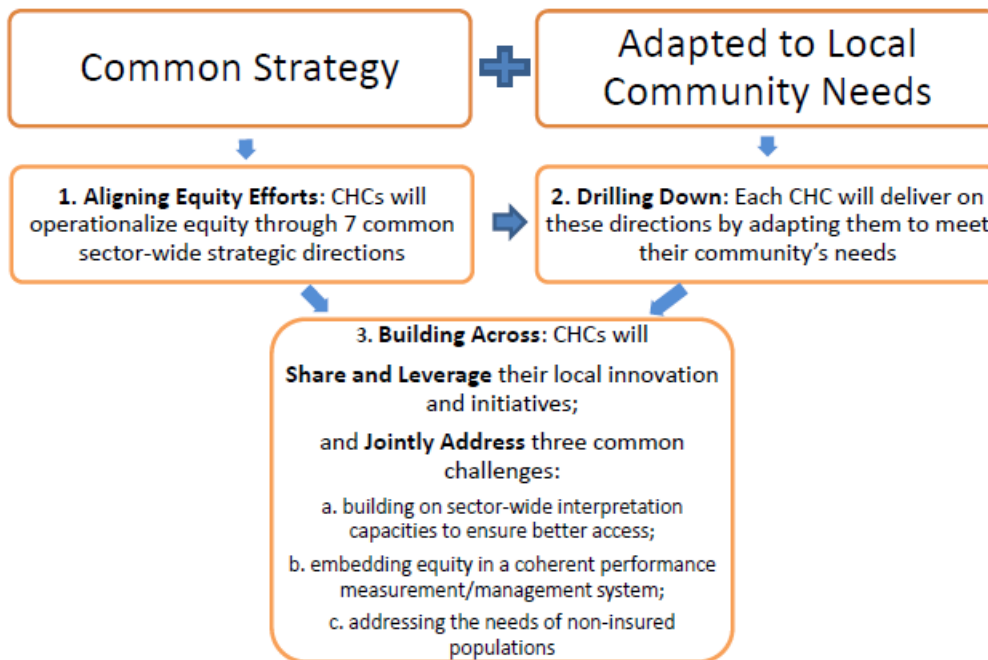 Common Strategy
Adapted to Local
Community Needs
1. Aligning Equity Efforts: CHCs will
operationalize equity through 7 common
sector-wide strategic directions
2. Drilling Down: Each CHC will deliver on
these directions by adapting them to meet
their community’s needs
3. Building Across: CHCs will
Share and Leverage their local innovation
and initiatives;
and Jointly Address three common
challenges:
a. building on sector-wide interpretation
capacities to ensure better access;
b. embedding equity in a coherent performance
measurement/management system;
c. addressing the needs of non-insured
populations